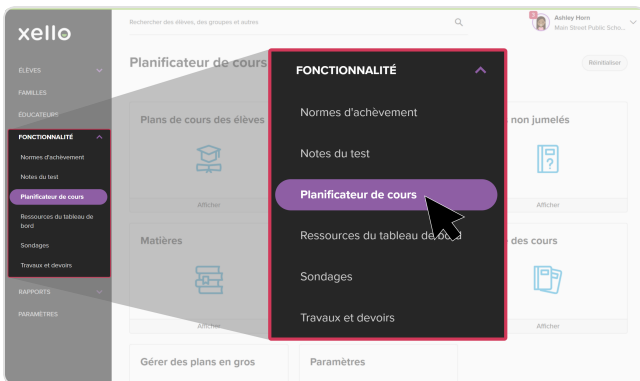 xello
Rechercher des élèves, des groupes et autres
3
Ashley Horn
Main Street Public Scho...
ÉLÈVES
FAMILLES
ÉDUCATEURS
FONCTIONNALITÉ
Normes d'achèvement
Notes du test
Planificateur de cours
Ressources du tableau de
bord
Sondages
Travaux et devoirs
RAPPORTS
PARAMÈTRES
Planificateur de cours
Réinitialiser
Plans de cours des élèves
Afficher
non jumelés
Afficher
Matières
Afficher
des cours
Afficher
Gérer des plans en gros
Paramètres
FONCTIONNALITÉ
Normes d'achèvement
Notes du test
Planificateur de cours
Ressources du tableau de bord
Sondages
Travaux et devoirs